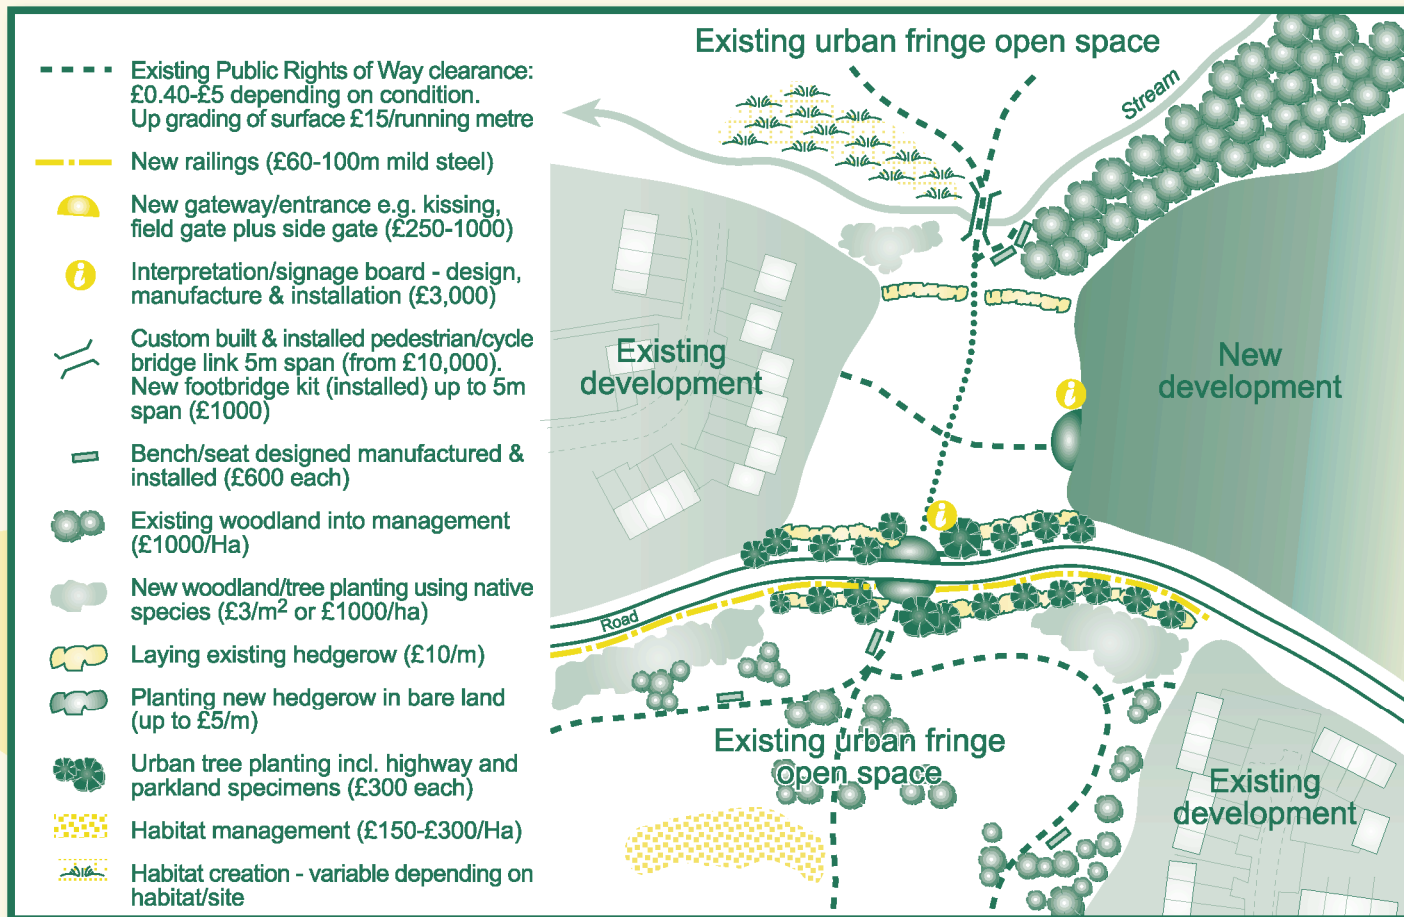 Existing Public Rights of Way clearance:
£0.40-£5 depending on condition.
Up grading of surface £15/running metre
New railings (£60-100m mild steel)
New gateway/entrance e.g. kissing,
field gate plus side gate (£250-1000)
Interpretation/signage board - design,
manufacture & installation (£3,000)
Custom built & installed pedestrian/cycle
bridge link 5m span (from £10,000).
New footbridge kit (installed) up to 5m
span (£1000)
Bench/seat designed manufactured &
installed (£600 each)
Existing woodland into management
(£1000/Ha)
New woodland/tree planting using native
species (£3/m² or £1000/ha)
Laying existing hedgerow (£10/m)
Planting new hedgerow in bare land
(up to £5/m)
Urban tree planting incl. highway and
parkland specimens (£300 each)
Habitat management (£150-£300/Ha)
Habitat creation - variable depending on
habitat/site
Existing urban fringe open space
Stream
Existing
development
New
development
i
i
Road
Existing urban fringe
open space
Existing
development